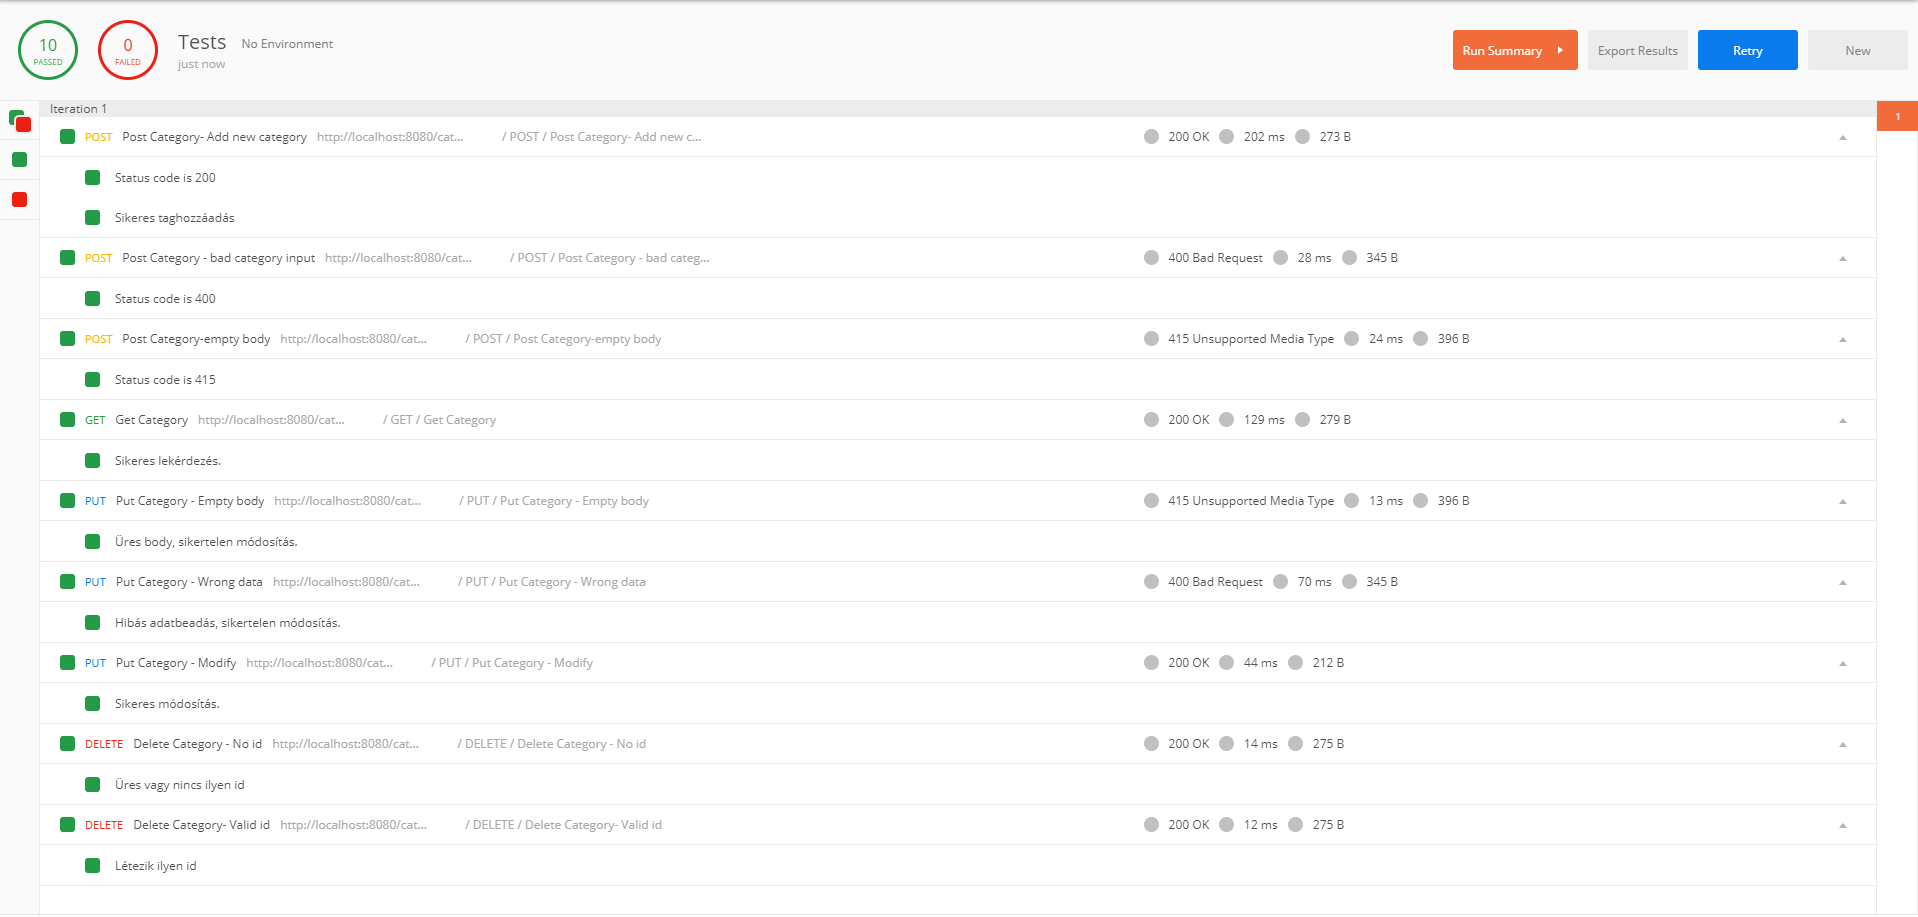 10 PASSED
0 FAILED
Tests No Environment
just now
Run Summary Export Results Retry New
Iteration 1
1
POST Post Category- Add new category http://localhost:8080/cat... / POST / Post Category- Add new c... 200 OK 202 ms 273 B
Status code is 200
Sikeres taghozzáadás
POST Post Category - bad category input http://localhost:8080/cat... / POST / Post Category - bad categ... 400 Bad Request 28 ms 345 B
Status code is 400
POST Post Category-empty body http://localhost:8080/cat... / POST / Post Category-empty body 415 Unsupported Media Type 24 ms 396 B
Status code is 415
GET Get Category http://localhost:8080/cat... / GET / Get Category 200 OK 129 ms 279 B
Sikeres lekérdezés.
PUT Put Category - Empty body http://localhost:8080/cat... / PUT / Put Category - Empty body 415 Unsupported Media Type 13 ms 396 B
Üres body, sikertelen módosítás.
PUT Put Category - Wrong data http://localhost:8080/cat... / PUT / Put Category - Wrong data 400 Bad Request 70 ms 345 B
Hibás adatbeadás, sikertelen módosítás.
PUT Put Category - Modify http://localhost:8080/cat... / PUT / Put Category - Modify 200 OK 44 ms 212 B
Sikeres módosítás.
DELETE Delete Category - No id http://localhost:8080/cat... / DELETE / Delete Category - No id 200 OK 14 ms 275 B
Üres vagy nincs ilyen id
DELETE Delete Category- Valid id http://localhost:8080/cat... / DELETE / Delete Category- Valid id 200 OK 12 ms 275 B
Létezik ilyen id